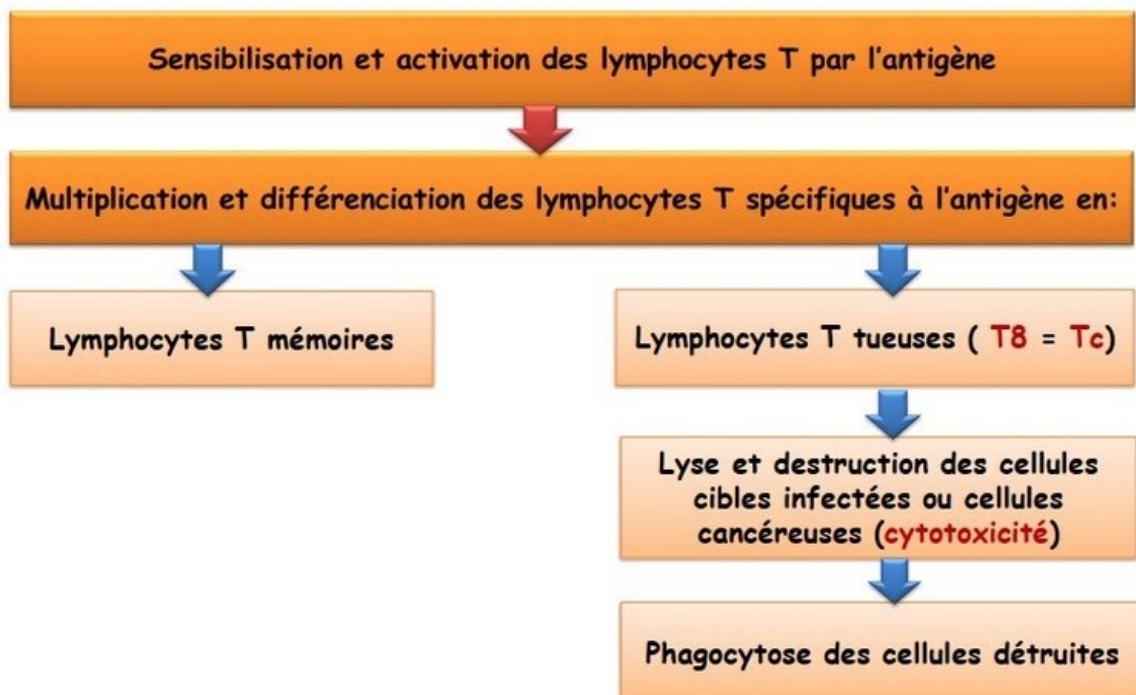 Sensibilisation et activation des lymphocytes T par l'antigène
Multiplication et différenciation des lymphocytes T spécifiques à l'antigène en:
Lymphocytes T mémoires
Lymphocytes T tueuses ( T8 = Tc)
Lyse et destruction des cellules
cibles infectées ou cellules
cancéreuses (cytotoxicité)
Phagocytose des cellules détruites